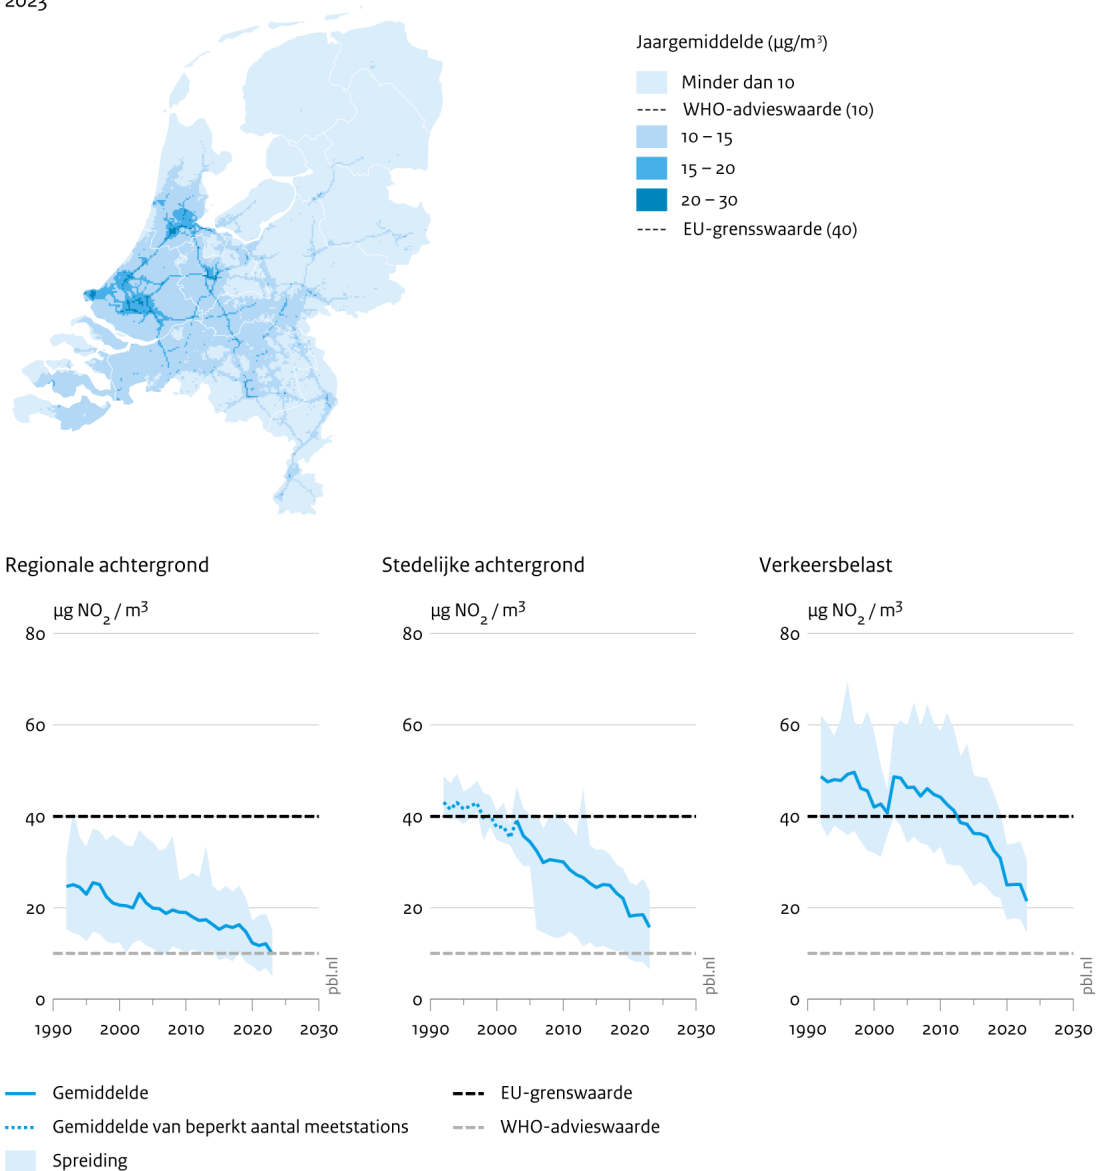 2023
Jaargemiddelde (µg/m³)
Minder dan 10
WHO-advieswaarde (10)
10 – 15
15 – 20
20 – 30
EU-grensswaarde (40)
Regionale achtergrond
µg NO₂ / m³
80
60
40
20
0
1990 2000 2010 2020 2030
pbl.nl
Stedelijke achtergrond
µg NO₂ / m³
80
60
40
20
0
1990 2000 2010 2020 2030
pbl.nl
Verkeersbelast
µg NO₂ / m³
80
60
40
20
0
1990 2000 2010 2020 2030
pbl.nl
Gemiddelde
Gemiddelde van beperkt aantal meetstations
Spreiding
EU-grenswaarde
WHO-advieswaarde